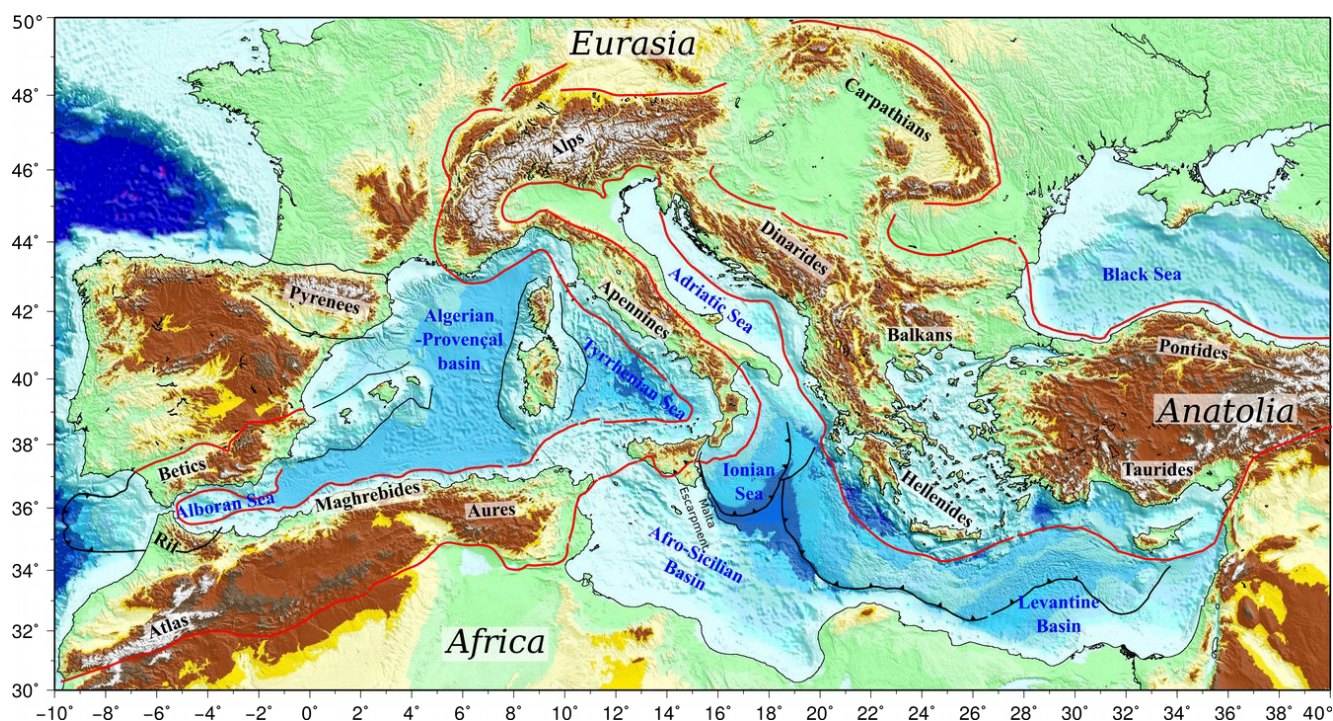 50°
48°
46°
44°
42°
40°
38°
36°
34°
32°
30°
Eurasia
Carpathians
Alps
Dinarides
Black Sea
Adriatic Sea
Pyrenees
Apennines
Algerian
-Provençal
basin
Balkans
Pontides
Tyrrhenian Sea
Anatolia
Betics
Ionian
Sea
Taurides
Alboran Sea
Maghrebides
Aures
Hellenides
Malta
Escarpment
Rif
Afro-Sicilian
Basin
Levantine
Basin
Atlas
Africa
−10° −8° −6° −4° −2° 0° 2° 4° 6° 8° 10° 12° 14° 16° 18° 20° 22° 24° 26° 28° 30° 32° 34° 36° 38° 40°